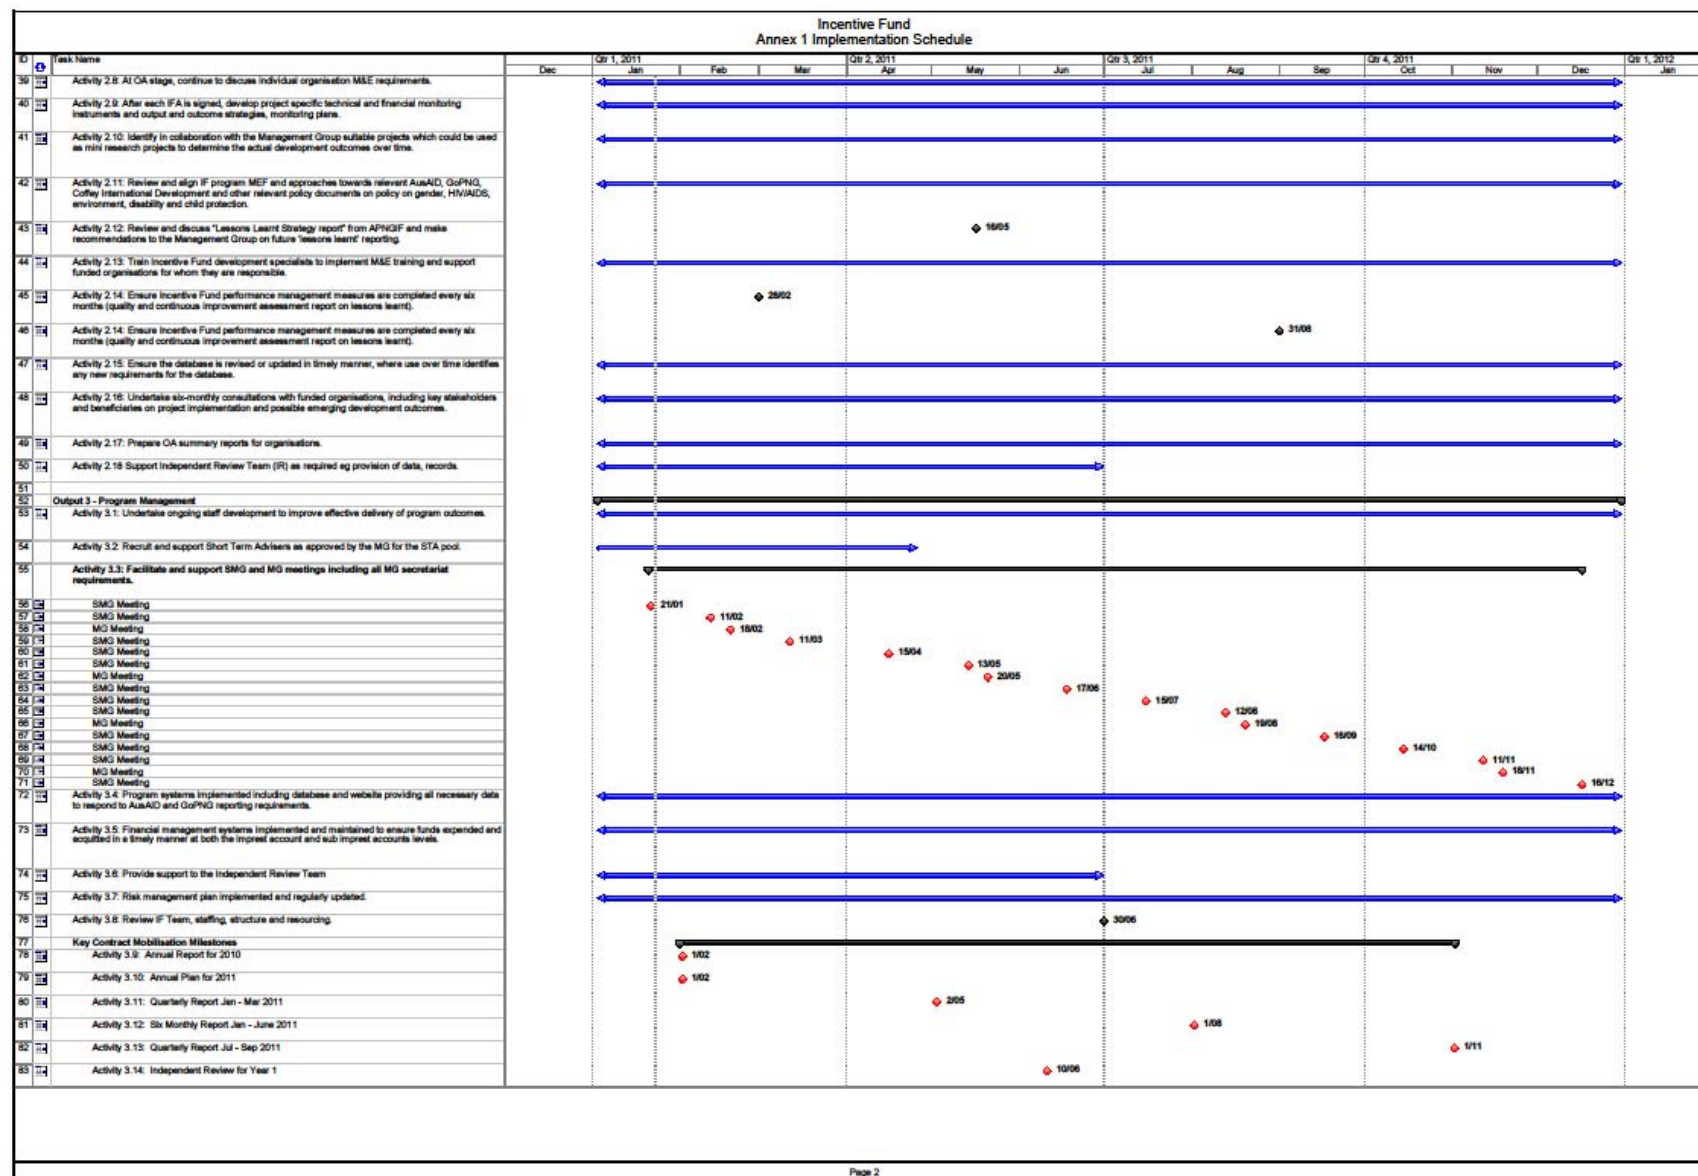 Incentive Fund
Annex 1 Implementation Schedule
ID Task Name Qtr 1, 2011 Qtr 2, 2011 Qtr 3, 2011 Qtr 4, 2011 Qtr 1, 2012
Dec Jan Feb Mar Apr May Jun Jul Aug Sep Oct Nov Dec Jan
39 Activity 2.8: At OA stage, continue to discuss individual organisation M&E requirements.
40 Activity 2.9: After each IFA is signed, develop project specific technical and financial monitoring
instruments and output and outcome strategies, monitoring plans.
41 Activity 2.10: Identify in collaboration with the Management Group suitable projects which could be used
as mini research projects to determine the actual development outcomes over time.
42 Activity 2.11: Review and align IF program MEF and approaches towards relevant AusAID, GoPNG,
Coffey International Development and other relevant policy documents on policy on gender, HIV/AIDS,
environment, disability and child protection.
43 Activity 2.12: Review and discuss "Lessons Learnt Strategy report" from APNGIF and make 16/05
recommendations to the Management Group on future 'lessons learnt' reporting.
44 Activity 2.13: Train Incentive Fund development specialists to implement M&E training and support
funded organisations for whom they are responsible.
45 Activity 2.14: Ensure Incentive Fund performance management measures are completed every six 28/02
months (quality and continuous improvement assessment report on lessons learnt).
46 Activity 2.14: Ensure Incentive Fund performance management measures are completed every six 31/08
months (quality and continuous improvement assessment report on lessons learnt).
47 Activity 2.15: Ensure the database is revised or updated in timely manner, where use over time identifies
any new requirements for the database.
48 Activity 2.16: Undertake six-monthly consultations with funded organisations, including key stakeholders
and beneficiaries on project implementation and possible emerging development outcomes.
49 Activity 2.17: Prepare OA summary reports for organisations.
50 Activity 2.18 Support Independent Review Team (IR) as required eg provision of data, records.
51
52 Output 3 - Program Management
53 Activity 3.1: Undertake ongoing staff development to improve effective delivery of program outcomes.
54 Activity 3.2: Recruit and support Short Term Advisers as approved by the MG for the STA pool.
55 Activity 3.3: Facilitate and support SMG and MG meetings including all MG secretariat
requirements.
56 SMG Meeting 21/01
57 SMG Meeting 11/02
58 MG Meeting 18/02
59 SMG Meeting 11/03
60 SMG Meeting 15/04
61 SMG Meeting 13/05
62 MG Meeting 20/05
63 SMG Meeting 17/06
64 SMG Meeting 15/07
65 SMG Meeting 12/08
66 MG Meeting 19/08
67 SMG Meeting 16/09
68 SMG Meeting 14/10
69 SMG Meeting 11/11
70 MG Meeting 18/11
71 SMG Meeting 16/12
72 Activity 3.4: Program systems implemented including database and website providing all necessary data
to respond to AusAID and GoPNG reporting requirements.
73 Activity 3.5: Financial management systems implemented and maintained to ensure funds expended and
acquitted in a timely manner at both the imprest account and sub imprest accounts levels.
74 Activity 3.6: Provide support to the Independent Review Team
75 Activity 3.7: Risk management plan implemented and regularly updated.
76 Activity 3.8: Review IF Team, staffing, structure and resourcing. 30/06
77 Key Contract Mobilisation Milestones
78 Activity 3.9: Annual Report for 2010 1/02
79 Activity 3.10: Annual Plan for 2011 1/02
80 Activity 3.11: Quarterly Report Jan - Mar 2011 2/05
81 Activity 3.12: Six Monthly Report Jan - June 2011 1/08
82 Activity 3.13: Quarterly Report Jul - Sep 2011 1/11
83 Activity 3.14: Independent Review for Year 1 10/06
Page 2